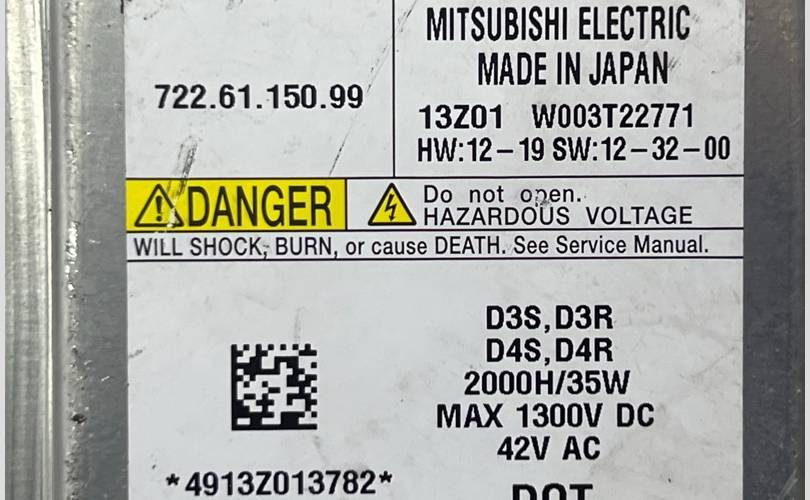 MITSUBISHI ELECTRIC
MADE IN JAPAN
722.61.150.99
13Z01 W003T22771
HW:12-19 SW:12-32-00
DANGER
Do not open.
HAZARDOUS VOLTAGE
WILL SHOCK, BURN, or cause DEATH. See Service Manual.
D3S,D3R
D4S,D4R
2000H/35W
MAX 1300V DC
42V AC
*4913Z013782*
DOT